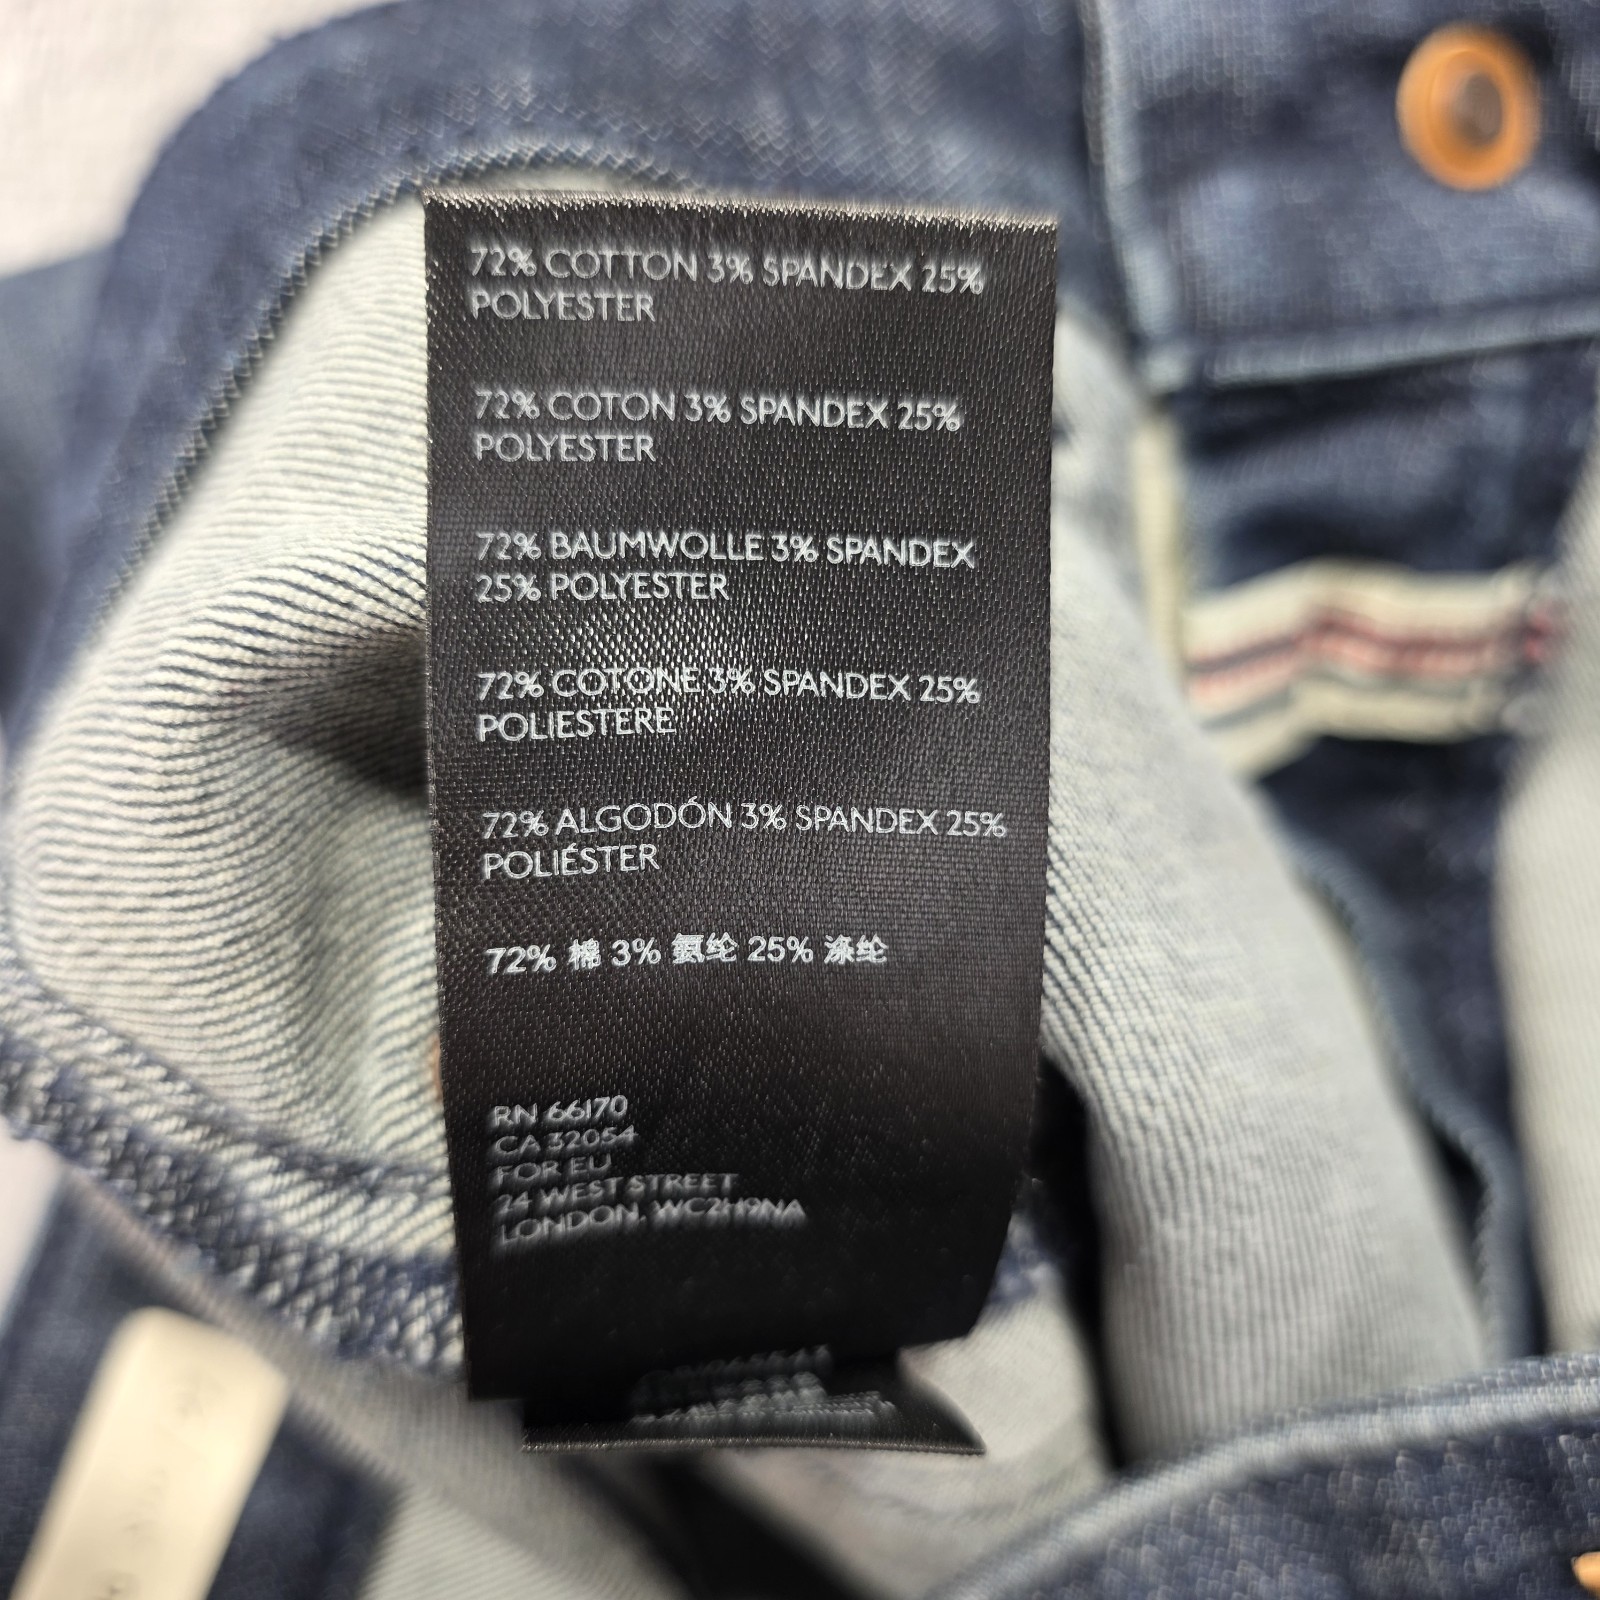 72% COTTON 3% SPANDEX 25%
POLYESTER
72% COTON 3% SPANDEX 25%
POLYESTER
72% BAUMWOLLE 3% SPANDEX
25% POLYESTER
72% COTONE 3% SPANDEX 25%
POLIESTERE
72% ALGODÓN 3% SPANDEX 25%
POLIÉSTER
72% 棉 3% 氨纶 25% 涤纶
RN 66170
CA 32054
FOR EU
24 WEST STREET
LONDON, WC2H9NA